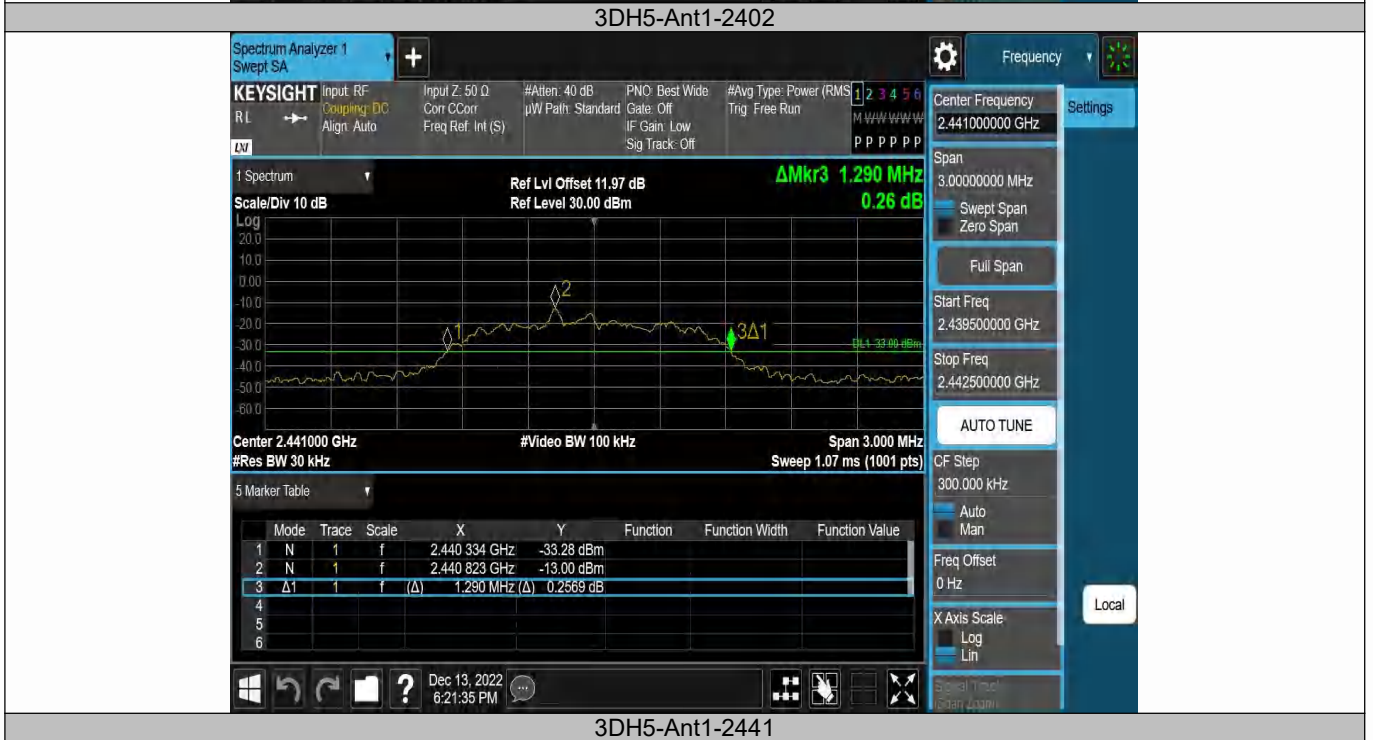 3DH5-Ant1-2402
Spectrum Analyzer 1
Swept SA
+
Frequency
KEYSIGHT
RL
LXI
Input: RF
Coupling: DC
Align: Auto
Input Z: 50 Ω
Corr CCorr
Freq Ref: Int (S)
#Atten: 40 dB
µW Path: Standard
PNO: Best Wide
Gate: Off
IF Gain: Low
Sig Track: Off
#Avg Type: Power (RMS
Trig: Free Run
1 2 3 4 5 6
M W W W W W
P P P P P P
Center Frequency
2.441000000 GHz
Settings
Span
3.00000000 MHz
Swept Span
Zero Span
Full Span
Start Freq
2.439500000 GHz
Stop Freq
2.442500000 GHz
AUTO TUNE
CF Step
300.000 kHz
Auto
Man
Freq Offset
0 Hz
X Axis Scale
Log
Lin
Local
1 Spectrum
Scale/Div 10 dB
Ref Lvl Offset 11.97 dB
Ref Level 30.00 dBm
ΔMkr3 1.290 MHz
0.26 dB
Log
20.0
10.0
0.00
-10.0
-20.0
-30.0
-40.0
-50.0
-60.0
1
2
3Δ1
DL1 -33.00 dBm
Center 2.441000 GHz
#Res BW 30 kHz
#Video BW 100 kHz
Span 3.000 MHz
Sweep 1.07 ms (1001 pts)
5 Marker Table
Mode Trace Scale X Y Function Function Width Function Value
1 N 1 f 2.440 334 GHz -33.28 dBm
2 N 1 f 2.440 823 GHz -13.00 dBm
3 Δ1 1 f (Δ) 1.290 MHz (Δ) 0.2569 dB
4
5
6
?
Dec 13, 2022
6:21:35 PM
3DH5-Ant1-2441